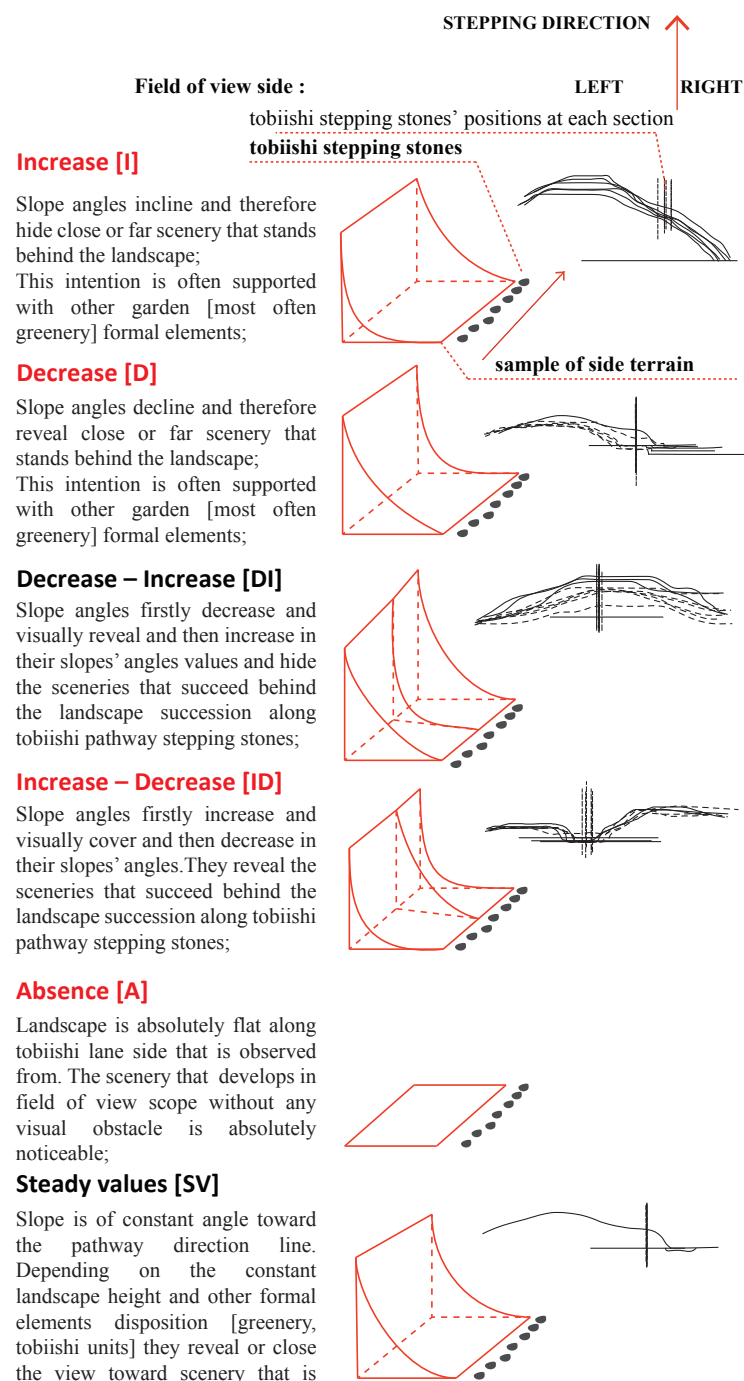 STEPPING DIRECTION
Field of view side :
LEFT
RIGHT
tobiishi stepping stones' positions at each section
tobiishi stepping stones
Increase [I]
Slope angles incline and therefore
hide close or far scenery that stands
behind the landscape;
This intention is often supported
with other garden [most often
greenery] formal elements;
sample of side terrain
Decrease [D]
Slope angles decline and therefore
reveal close or far scenery that
stands behind the landscape;
This intention is often supported
with other garden [most often
greenery] formal elements;
Decrease – Increase [DI]
Slope angles firstly decrease and
visually reveal and then increase in
their slopes' angles values and hide
the sceneries that succeed behind
the landscape succession along
tobiishi pathway stepping stones;
Increase – Decrease [ID]
Slope angles firstly increase and
visually cover and then decrease in
their slopes' angles.They reveal the
sceneries that succeed behind the
landscape succession along tobiishi
pathway stepping stones;
Absence [A]
Landscape is absolutely flat along
tobiishi lane side that is observed
from. The scenery that develops in
field of view scope without any
visual obstacle is absolutely
noticeable;
Steady values [SV]
Slope is of constant angle toward
the pathway direction line.
Depending on the constant
landscape height and other formal
elements disposition [greenery,
tobiishi units] they reveal or close
the view toward scenery that is